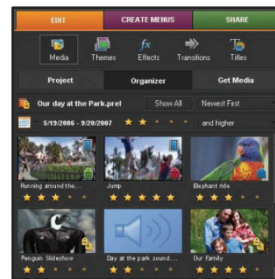 EDIT CREATE MENUS SHARE
Media Themes Effects Transitions Titles
Project Organizer Get Media
Our day at the Park.prel Show All Newest First
5/19/2006 - 9/20/2007 and higher
Running around the... Jump Elephant ride
Penguin Slideshow Day at the park sound.... Our Family